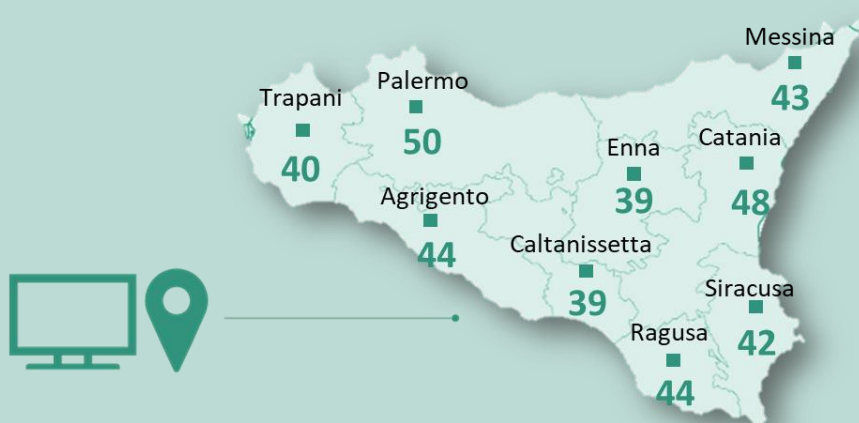 Messina
43
Palermo
50
Trapani
40
Catania
48
Enna
39
Agrigento
44
Caltanissetta
39
Siracusa
42
Ragusa
44